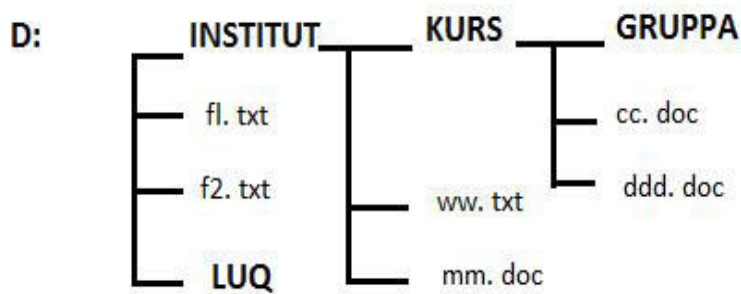 D: INSTITUT KURS GRUPPA
fl. txt cc. doc
f2. txt ddd. doc
ww. txt
LUQ mm. doc